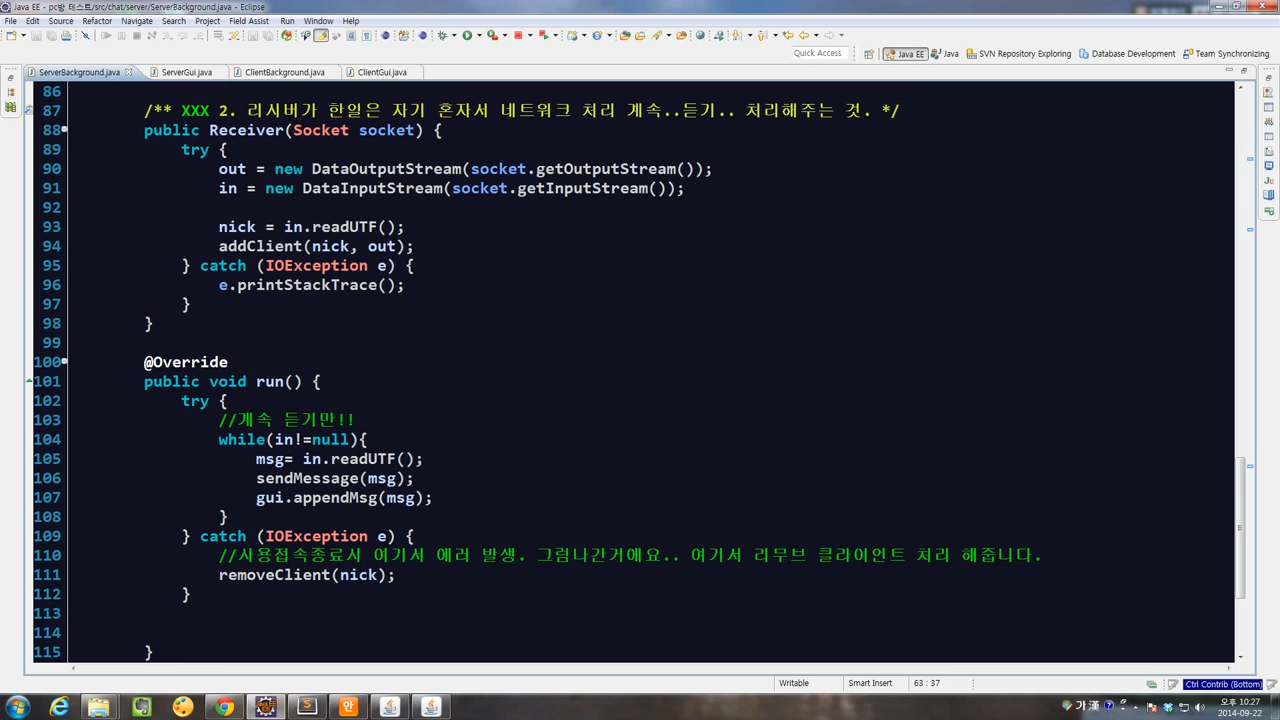 Java EE - pc방 테스트/src/chat/server/ServerBackground.java - Eclipse
File Edit Source Refactor Navigate Search Project Field Assist Run Window Help
Quick Access Java EE Java SVN Repository Exploring Database Development Team Synchronizing
ServerBackground.java ServerGui.java ClientBackground.java ClientGui.java
86
87 /** XXX 2. 리시버가 한일은 자기 혼자서 네트워크 처리 계속..듣기.. 처리해주는 것. */
88 public Receiver(Socket socket) {
89 try {
90 out = new DataOutputStream(socket.getOutputStream());
91 in = new DataInputStream(socket.getInputStream());
92
93 nick = in.readUTF();
94 addClient(nick, out);
95 } catch (IOException e) {
96 e.printStackTrace();
97 }
98 }
99
100 @Override
101 public void run() {
102 try {
103 //계속 듣기만!!
104 while(in!=null){
105 msg= in.readUTF();
106 sendMessage(msg);
107 gui.appendMsg(msg);
108 }
109 } catch (IOException e) {
110 //사용접속종료시 여기서 에러 발생. 그럼나간거에요.. 여기서 리무브 클라이언트 처리 해줍니다.
111 removeClient(nick);
112 }
113
114
115 }
Writable Smart Insert 63 : 37 Ctrl Contrib (Bottom)
가 漢
오후 10:27
2014-09-22